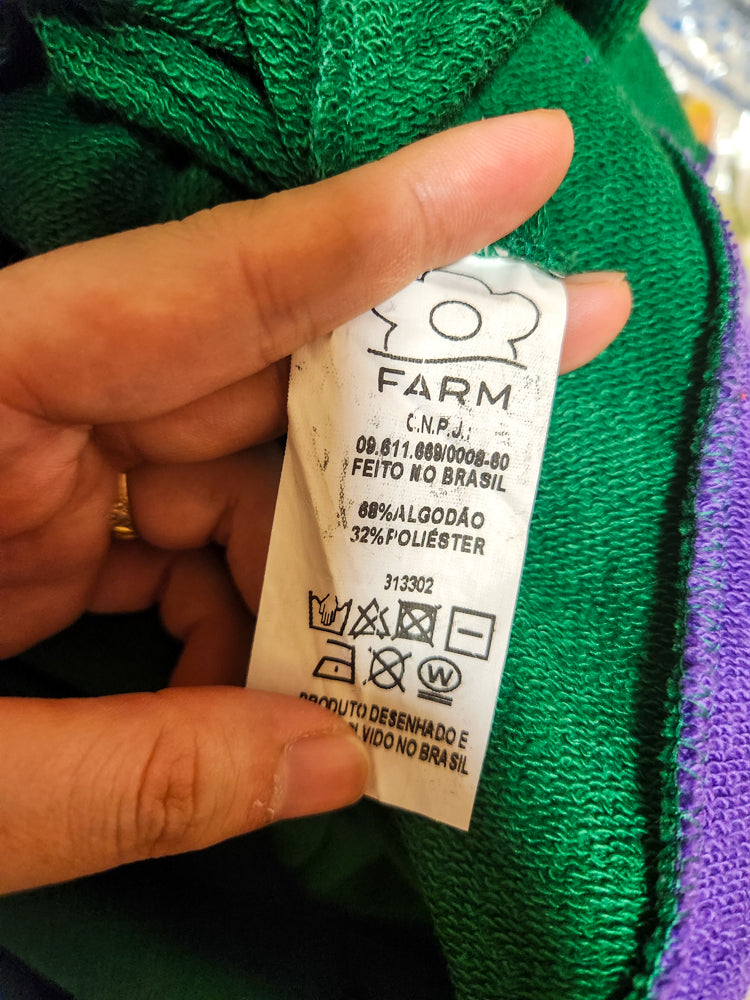 FARM
C.N.P.J.:
09.611.669/0008-60
FEITO NO BRASIL
68%ALGODÃO
32%POLIÉSTER
313302
W
PRODUTO DESENHADO E
VIDO NO BRASIL